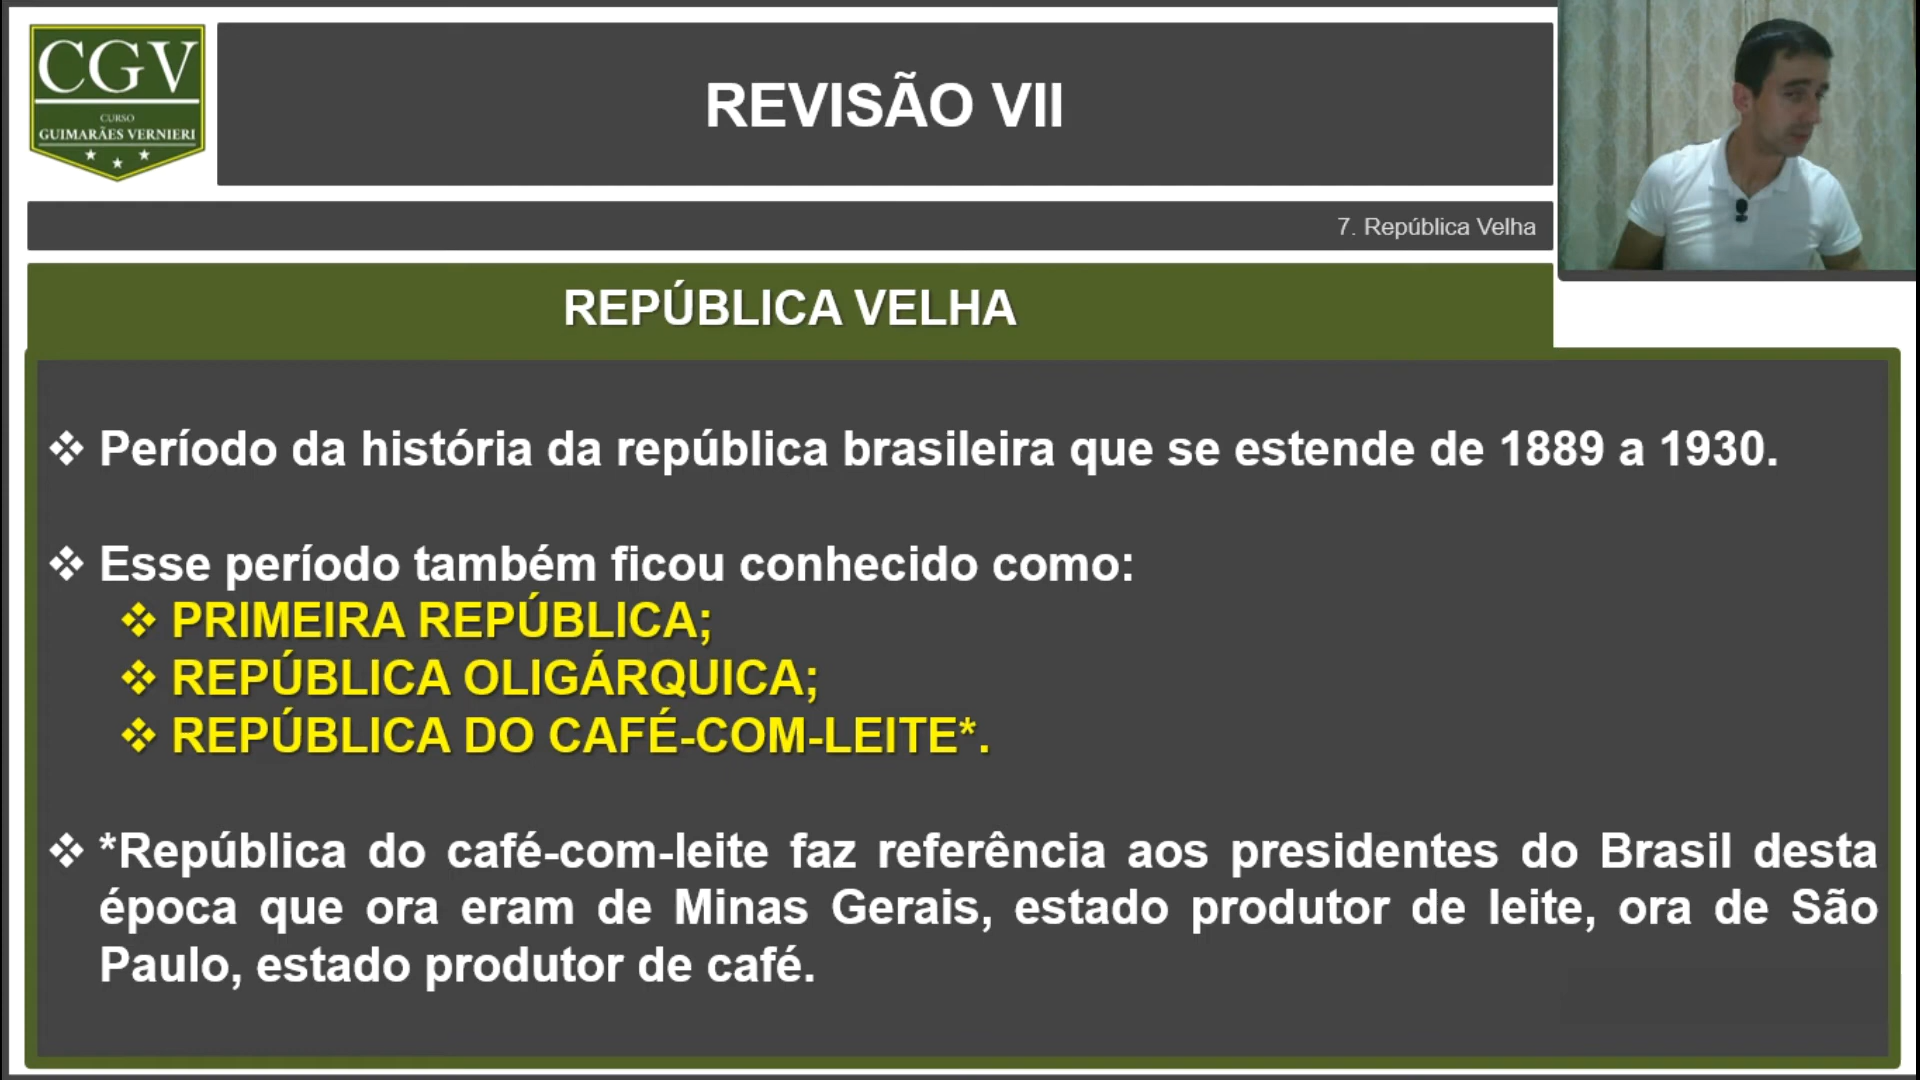 CGV
CURSO
GUIMARÃES VERNIERI
REVISÃO VII
7. República Velha
REPÚBLICA VELHA
❖ Período da história da república brasileira que se estende de 1889 a 1930.
❖ Esse período também ficou conhecido como:
❖ PRIMEIRA REPÚBLICA;
❖ REPÚBLICA OLIGÁRQUICA;
❖ REPÚBLICA DO CAFÉ-COM-LEITE*.
❖ *República do café-com-leite faz referência aos presidentes do Brasil desta
época que ora eram de Minas Gerais, estado produtor de leite, ora de São
Paulo, estado produtor de café.